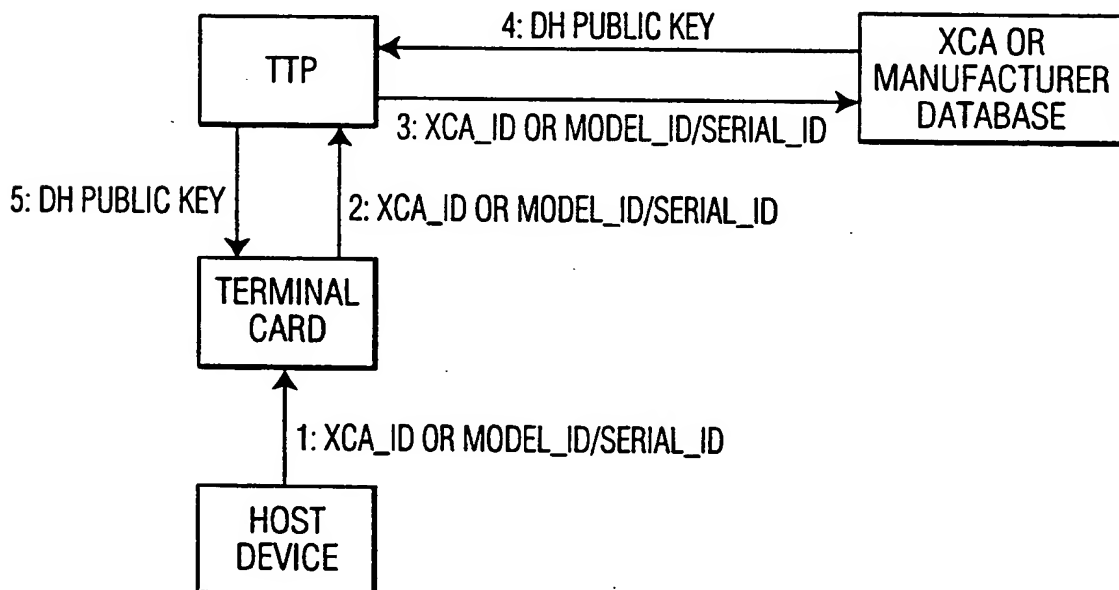 4: DH PUBLIC KEY
TTP
XCA OR
MANUFACTURER
DATABASE
3: XCA_ID OR MODEL_ID/SERIAL_ID
5: DH PUBLIC KEY
2: XCA_ID OR MODEL_ID/SERIAL_ID
TERMINAL
CARD
1: XCA_ID OR MODEL_ID/SERIAL_ID
HOST
DEVICE